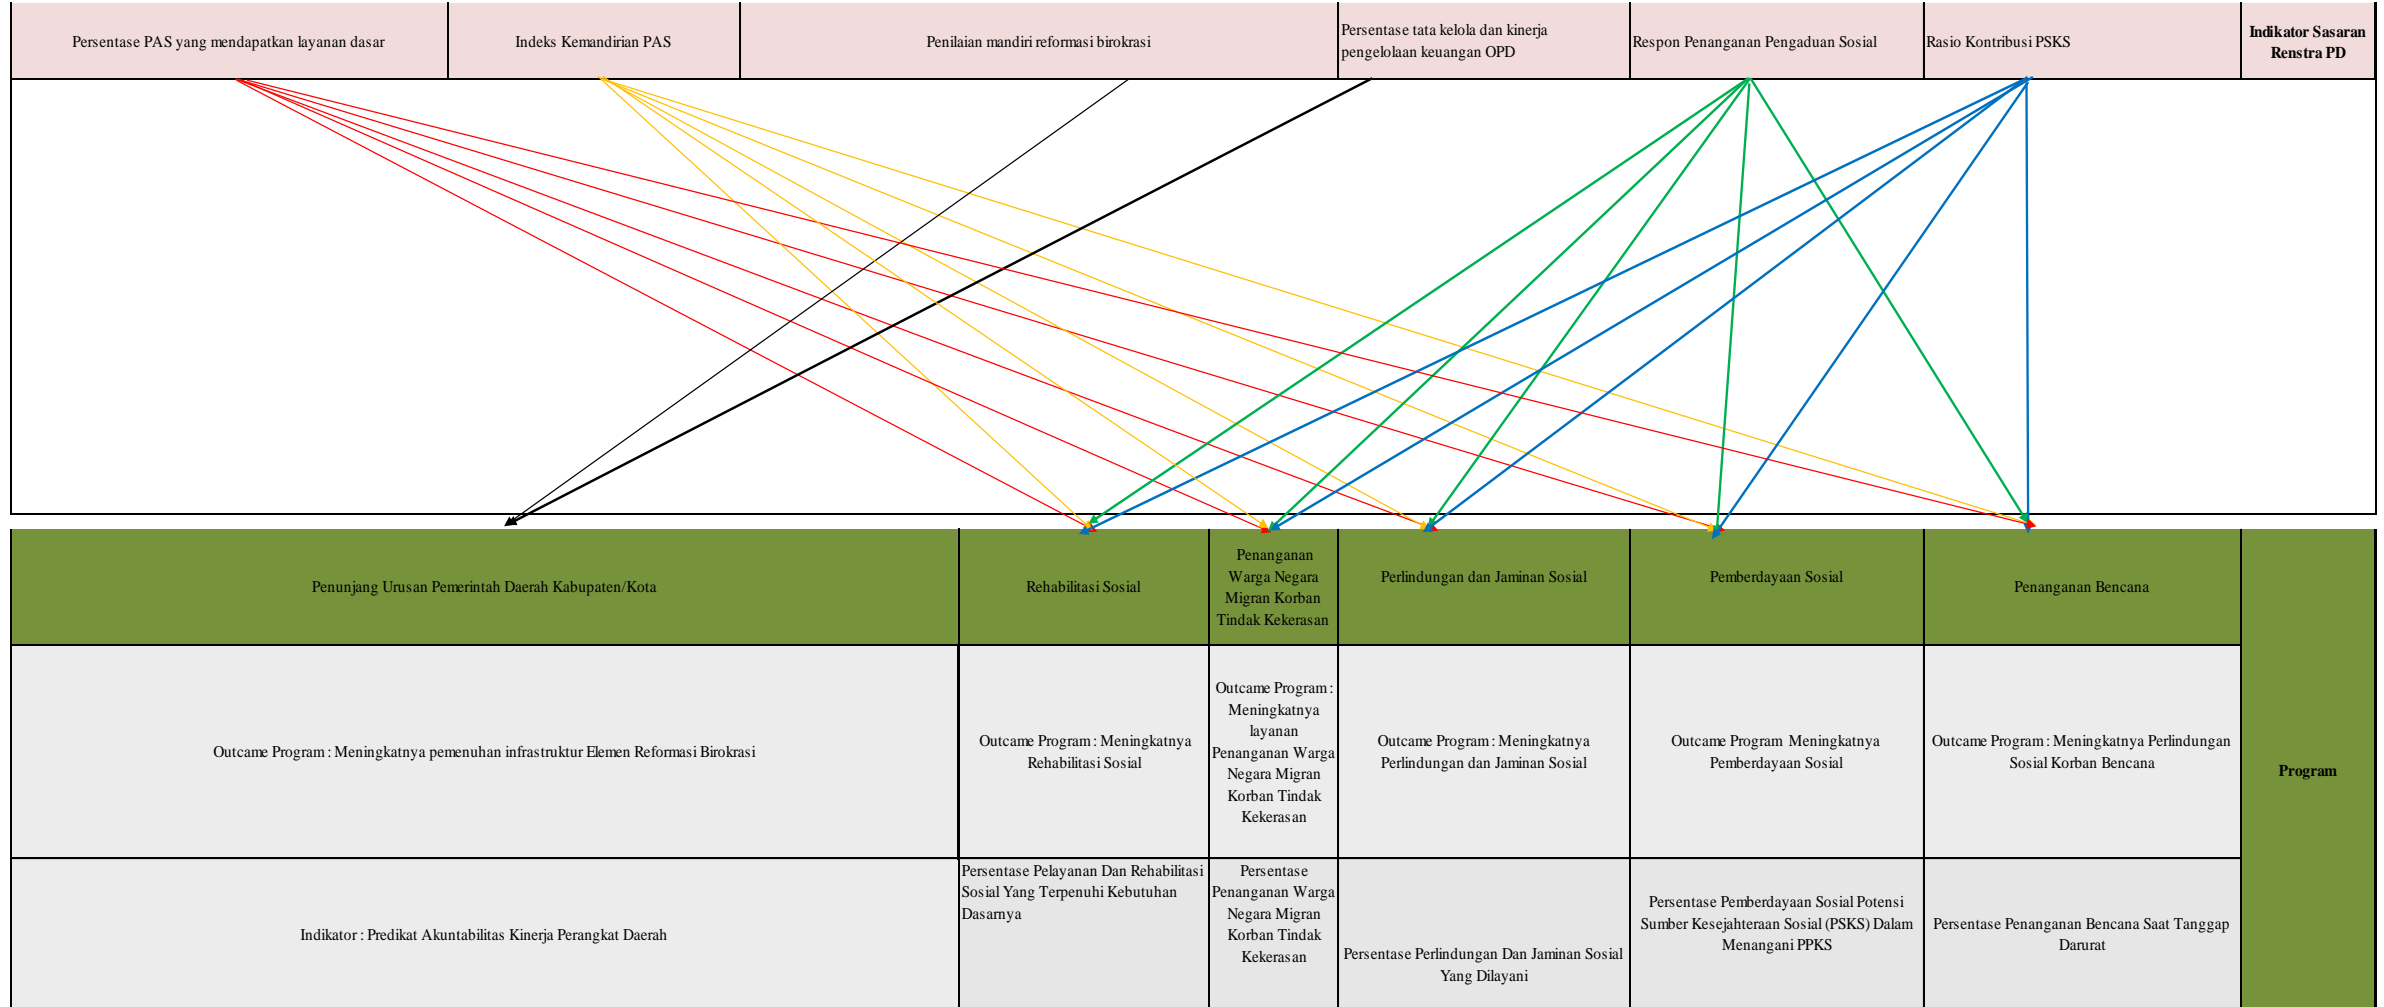 Persentase PAS yang mendapatkan layanan dasar
Indeks Kemandirian PAS
Penilaian mandiri reformasi birokrasi
Persentase tata kelola dan kinerja
pengelolaan keuangan OPD
Respon Penanganan Pengaduan Sosial
Rasio Kontribusi PSKS
Indikator Sasaran
Renstra PD
Penunjang Urusan Pemerintah Daerah Kabupaten/Kota
Rehabilitasi Sosial
Penanganan
Warga Negara
Migran Korban
Tindak Kekerasan
Perlindungan dan Jaminan Sosial
Pemberdayaan Sosial
Penanganan Bencana
Outcame Program : Meningkatnya pemenuhan infrastruktur Elemen Reformasi Birokrasi
Outcame Program : Meningkatnya
Rehabilitasi Sosial
Outcame Program :
Meningkatnya
layanan
Penanganan Warga
Negara Migran
Korban Tindak
Kekerasan
Outcame Program : Meningkatnya
Perlindungan dan Jaminan Sosial
Outcame Program Meningkatnya
Pemberdayaan Sosial
Outcame Program : Meningkatnya Perlindungan
Sosial Korban Bencana
Program
Indikator : Predikat Akuntabilitas Kinerja Perangkat Daerah
Persentase Pelayanan Dan Rehabilitasi
Sosial Yang Terpenuhi Kebutuhan
Dasarnya
Persentase
Penanganan Warga
Negara Migran
Korban Tindak
Kekerasan
Persentase Perlindungan Dan Jaminan Sosial
Yang Dilayani
Persentase Pemberdayaan Sosial Potensi
Sumber Kesejahteraan Sosial (PSKS) Dalam
Menangani PPKS
Persentase Penanganan Bencana Saat Tanggap
Darurat